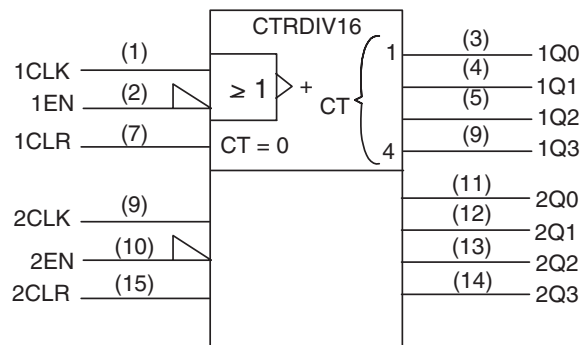 CTRDIV16
1CLK (1) ≥ 1 + CT 1 (3) 1Q0
1EN (2) (4) 1Q1
(5) 1Q2
1CLR (7) CT = 0 4 (9) 1Q3
(11) 2Q0
2CLK (9) (12) 2Q1
2EN (10) (13) 2Q2
2CLR (15) (14) 2Q3